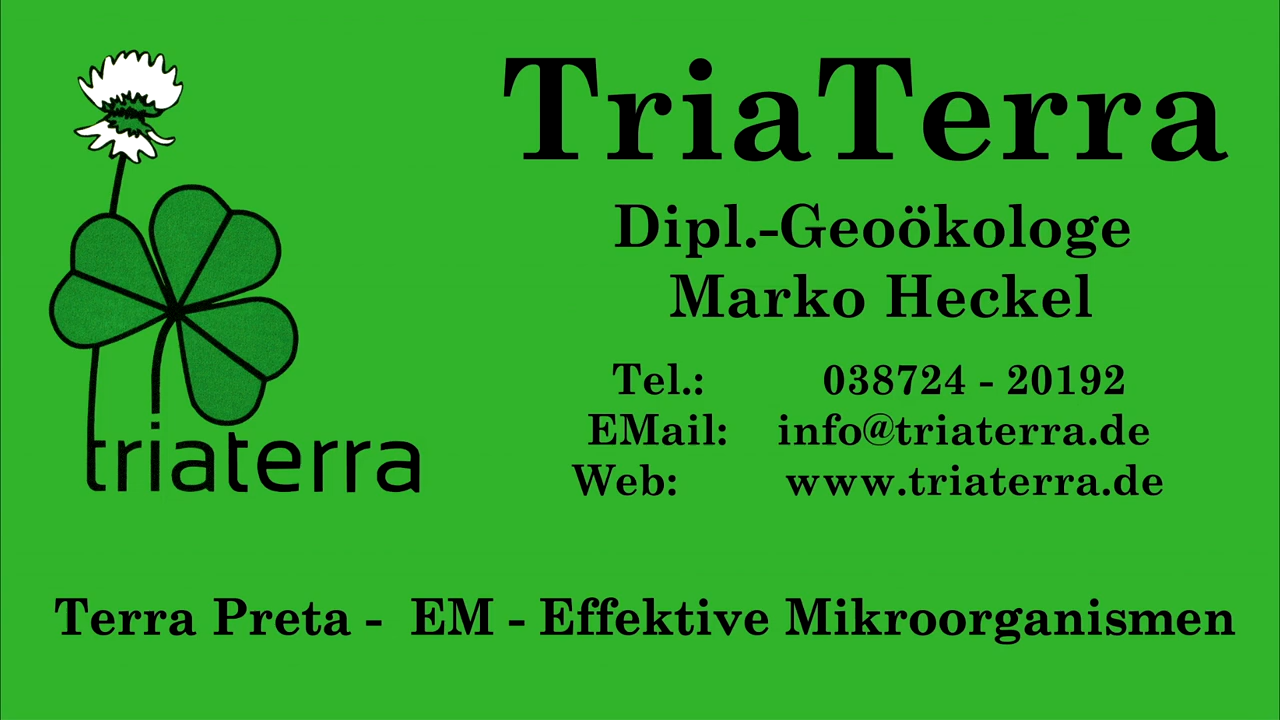 TriaTerra
Dipl.-Geoökologe
Marko Heckel
Tel.: 038724 - 20192
EMail: info@triaterra.de
Web: www.triaterra.de
triaterra
Terra Preta - EM - Effektive Mikroorganismen